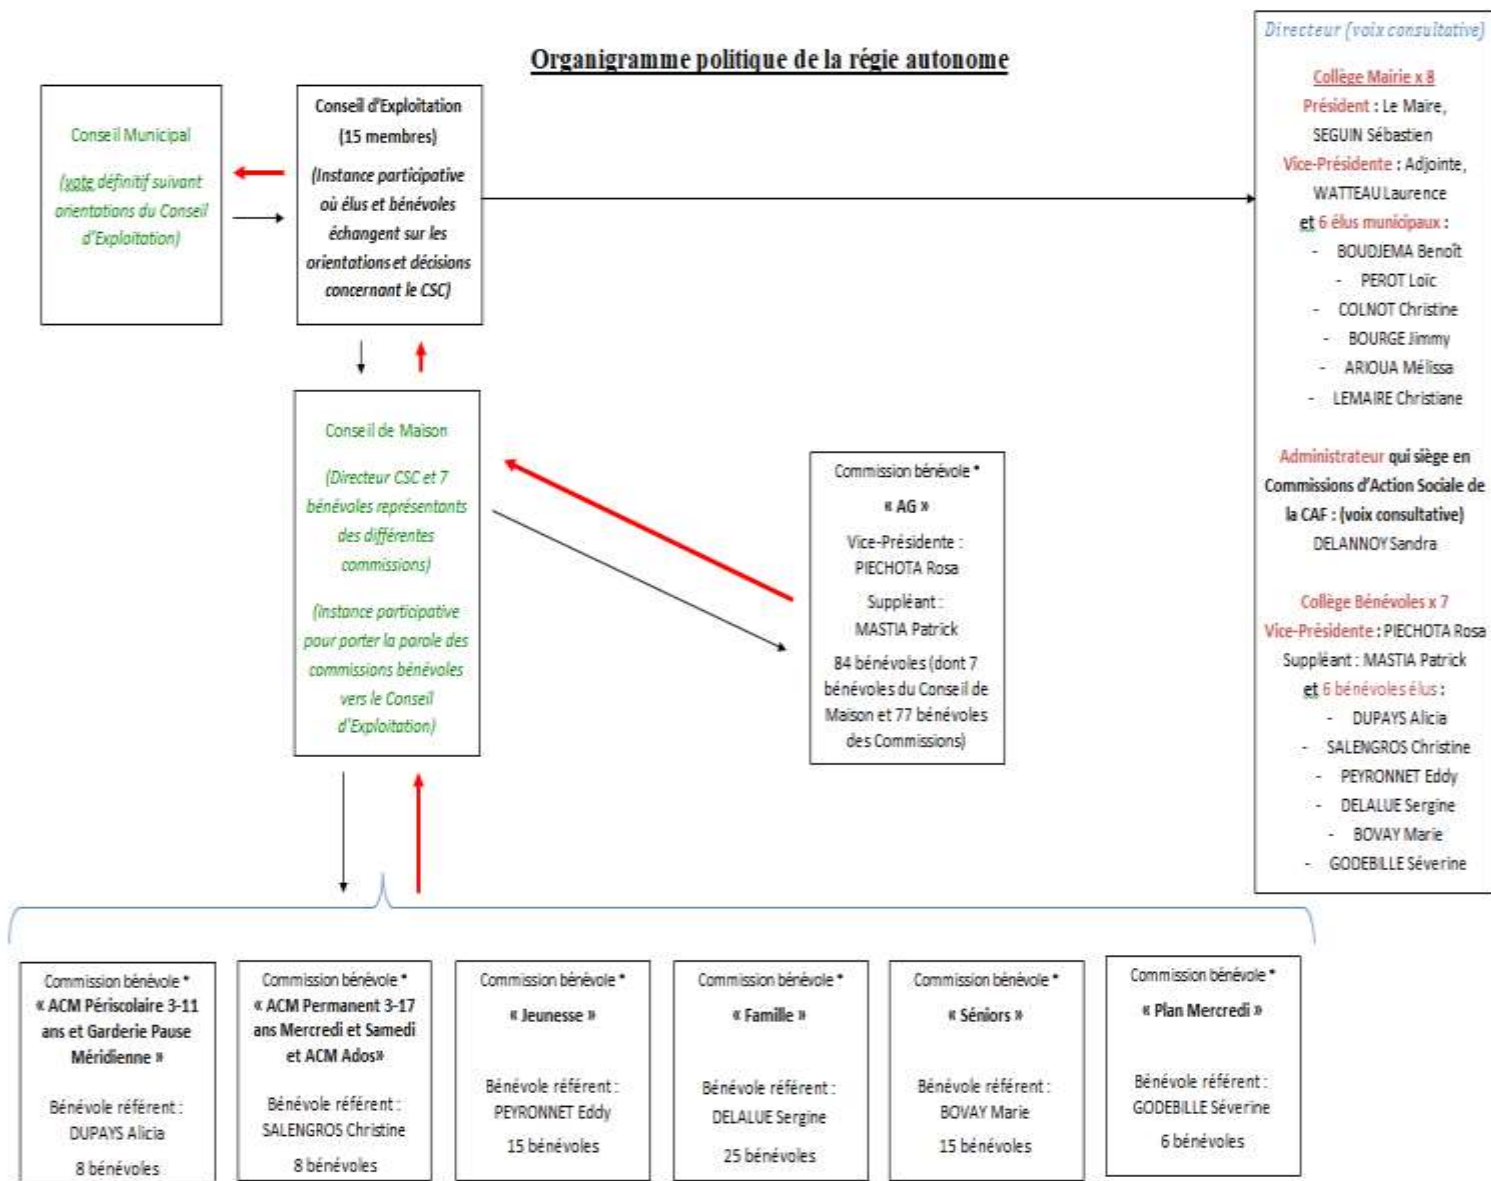 Organigramme politique de la régie autonome
Conseil Municipal
(vote définitif suivant
orientations du Conseil
d'Exploitation)
Conseil d'Exploitation
(15 membres)
(Instance participative
où élus et bénévoles
échangent sur les
orientations et décisions
concernant le CSC)
Directeur (voix consultative)
Collège Mairie x 8
Président : Le Maire,
SEGUIN Sébastien
Vice-Présidente : Adjointe,
WATTEAU Laurence
et 6 élus municipaux :
- BOUDJEMA Benoît
- PEROT Loïc
- COLNOT Christine
- BOURGE Jimmy
- ARIOUA Mélissa
- LEMAIRE Christiane
Administrateur qui siège en
Commissions d'Action Sociale de
la CAF : (voix consultative)
DELANNOY Sandra
Collège Bénévoles x 7
Vice-Présidente : PIECHOTA Rosa
Suppléant : MASTIA Patrick
et 6 bénévoles élus :
- DUPAYS Alicia
- SALENGROS Christine
- PEYRONNET Eddy
- DELALUE Sergine
- BOVAY Marie
- GODEBILLE Séverine
Conseil de Maison
(Directeur CSC et 7
bénévoles représentants
des différentes
commissions)
(Instance participative
pour porter la parole des
commissions bénévoles
vers le Conseil
d'Exploitation)
Commission bénévole *
« AG »
Vice-Présidente :
PIECHOTA Rosa
Suppléant :
MASTIA Patrick
84 bénévoles (dont 7
bénévoles du Conseil de
Maison et 77 bénévoles
des Commissions)
Commission bénévole *
« ACM Périscolaire 3-11
ans et Garderie Pause
Méridienne »
Bénévole référent :
DUPAYS Alicia
8 bénévoles
Commission bénévole *
« ACM Permanent 3-17
ans Mercredi et Samedi
et ACM Ados»
Bénévole référent :
SALENGROS Christine
8 bénévoles
Commission bénévole *
« Jeunesse »
Bénévole référent :
PEYRONNET Eddy
15 bénévoles
Commission bénévole *
« Famille »
Bénévole référent :
DELALUE Sergine
25 bénévoles
Commission bénévole *
« Séniors »
Bénévole référent :
BOVAY Marie
15 bénévoles
Commission bénévole *
« Plan Mercredi »
Bénévole référent :
GODEBILLE Séverine
6 bénévoles